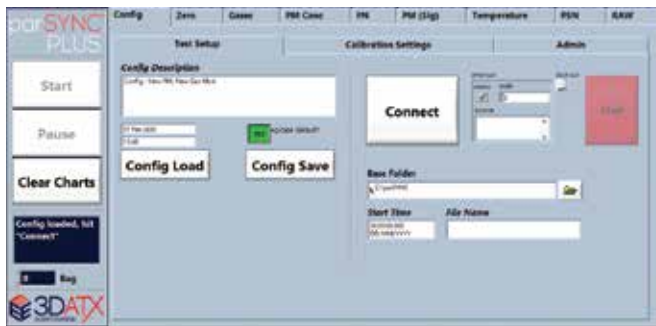 parSYNC
PLUS
Config
Zero
Gases
PM Conc
PN
PM (Sig)
Temperature
PSN
RAW
Test Setup
Calibration Settings
Admin
Start
Pause
Clear Charts
Config loaded, hit
"Connect"
Bag
3DATX
Config Description
Config Load
Config Save
Connect
Base Folder
Start Time
File Name